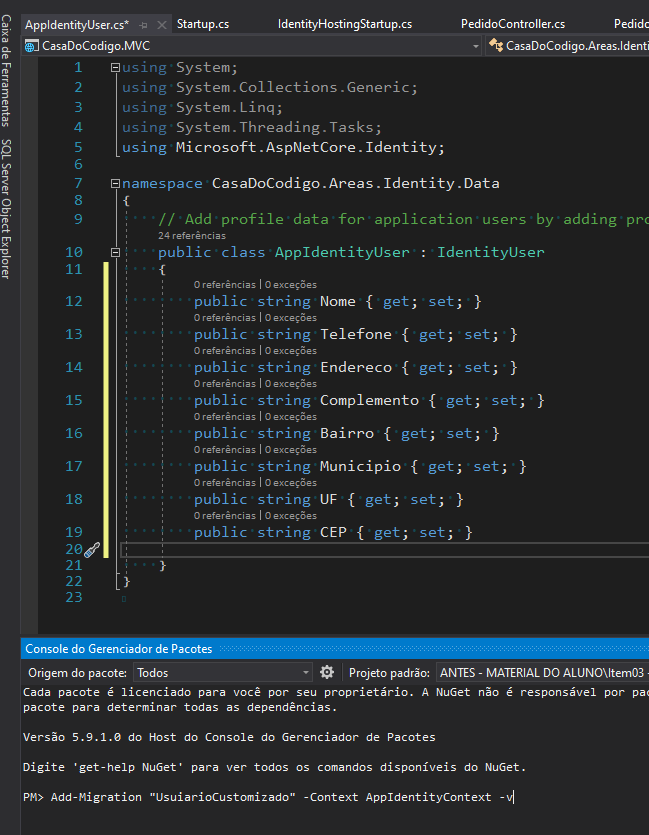 AppIdentityUser.cs* Startup.cs IdentityHostingStartup.cs PedidoController.cs Pedido
Caixa de Ferramentas
SQL Server Object Explorer
CasaDoCodigo.MVC CasaDoCodigo.Areas.Identi
1 using System;
2 using System.Collections.Generic;
3 using System.Linq;
4 using System.Threading.Tasks;
5 using Microsoft.AspNetCore.Identity;
6
7 namespace CasaDoCodigo.Areas.Identity.Data
8 {
9 // Add profile data for application users by adding pro
24 referências
10 public class AppIdentityUser : IdentityUser
11 {
0 referências | 0 exceções
12 public string Nome { get; set; }
0 referências | 0 exceções
13 public string Telefone { get; set; }
0 referências | 0 exceções
14 public string Endereco { get; set; }
0 referências | 0 exceções
15 public string Complemento { get; set; }
0 referências | 0 exceções
16 public string Bairro { get; set; }
0 referências | 0 exceções
17 public string Municipio { get; set; }
0 referências | 0 exceções
18 public string UF { get; set; }
0 referências | 0 exceções
19 public string CEP { get; set; }
20
21 }
22 }
23
Console do Gerenciador de Pacotes
Origem do pacote: Todos Projeto padrão: ANTES - MATERIAL DO ALUNO\Item03 -
Cada pacote é licenciado para você por seu proprietário. A NuGet não é responsável por pac
pacote para determinar todas as dependências.
Versão 5.9.1.0 do Host do Console do Gerenciador de Pacotes
Digite 'get-help NuGet' para ver todos os comandos disponíveis do NuGet.
PM> Add-Migration "UsuiarioCustomizado" -Context AppIdentityContext -v